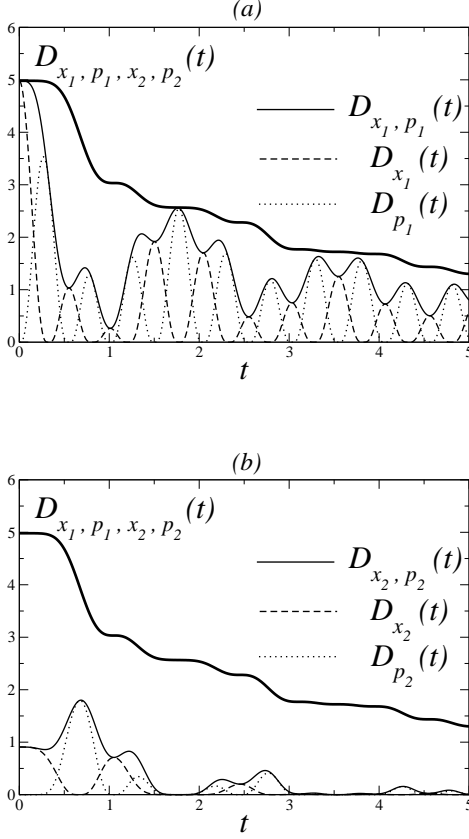 (a)
6
D_{x_1, p_1, x_2, p_2}(t)
5
D_{x_1, p_1}(t)
4
D_{x_1}(t)
3
D_{p_1}(t)
2
1
0
0 1 2 3 4 5
t
(b)
6
D_{x_1, p_1, x_2, p_2}(t)
5
D_{x_2, p_2}(t)
4
D_{x_2}(t)
3
D_{p_2}(t)
2
1
0
0 1 2 3 4 5
t